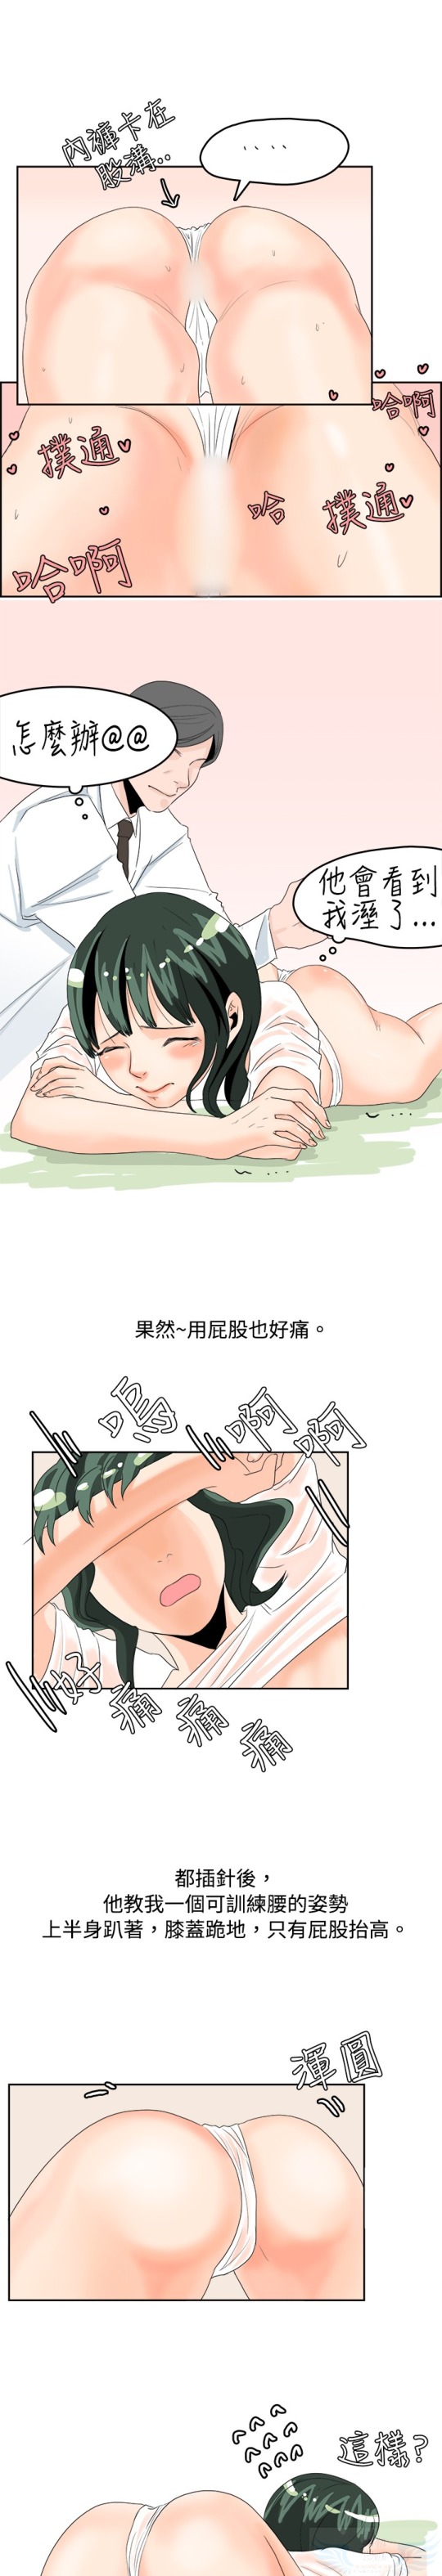 內褲卡在
股溝..
、、、、
哈啊
撲通
哈
撲通
哈啊
怎麼辦@@
他會看到
我溼了...
果然~用屁股也好痛。
嗚
啊
啊
好
痛
痛
痛
都插針後，
他教我一個可訓練腰的姿勢
上半身趴著，膝蓋跪地，只有屁股抬高。
渾圓
這樣?